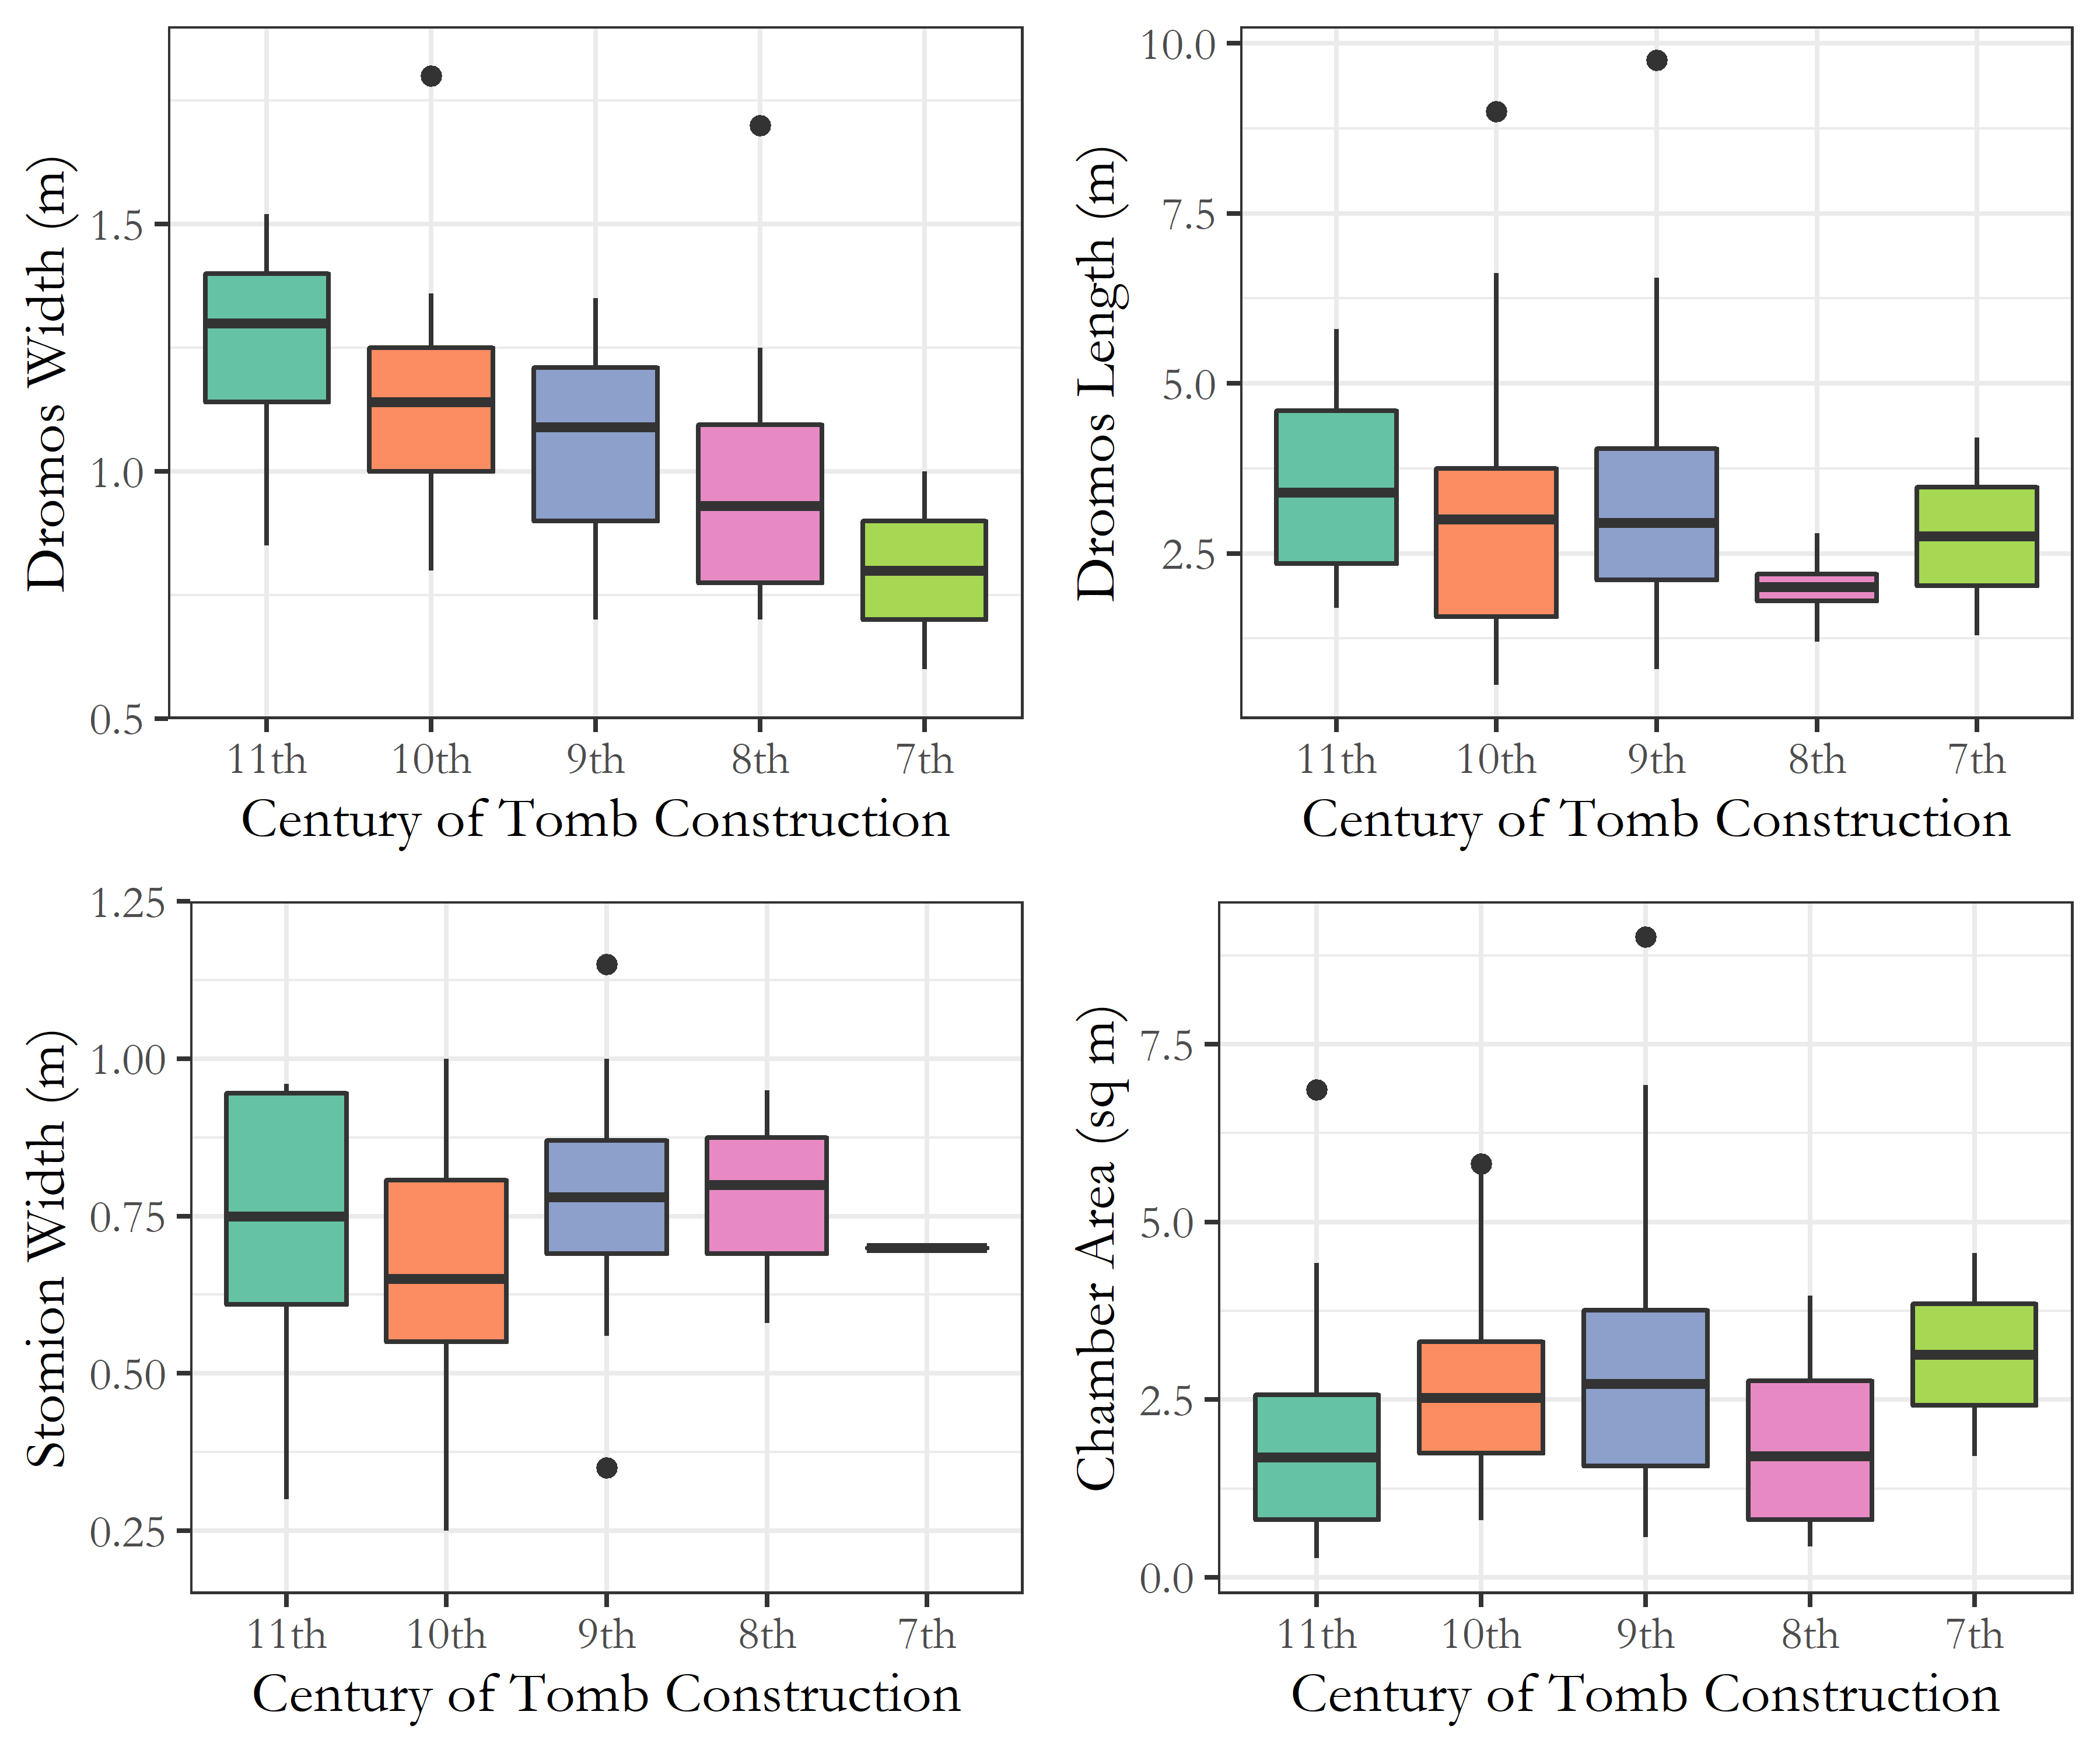 Dromos Width (m)
1.5
1.0
0.5
11th 10th 9th 8th 7th
Century of Tomb Construction
Dromos Length (m)
10.0
7.5
5.0
2.5
11th 10th 9th 8th 7th
Century of Tomb Construction
Stomion Width (m)
1.25
1.00
0.75
0.50
0.25
11th 10th 9th 8th 7th
Century of Tomb Construction
Chamber Area (sq m)
7.5
5.0
2.5
0.0
11th 10th 9th 8th 7th
Century of Tomb Construction